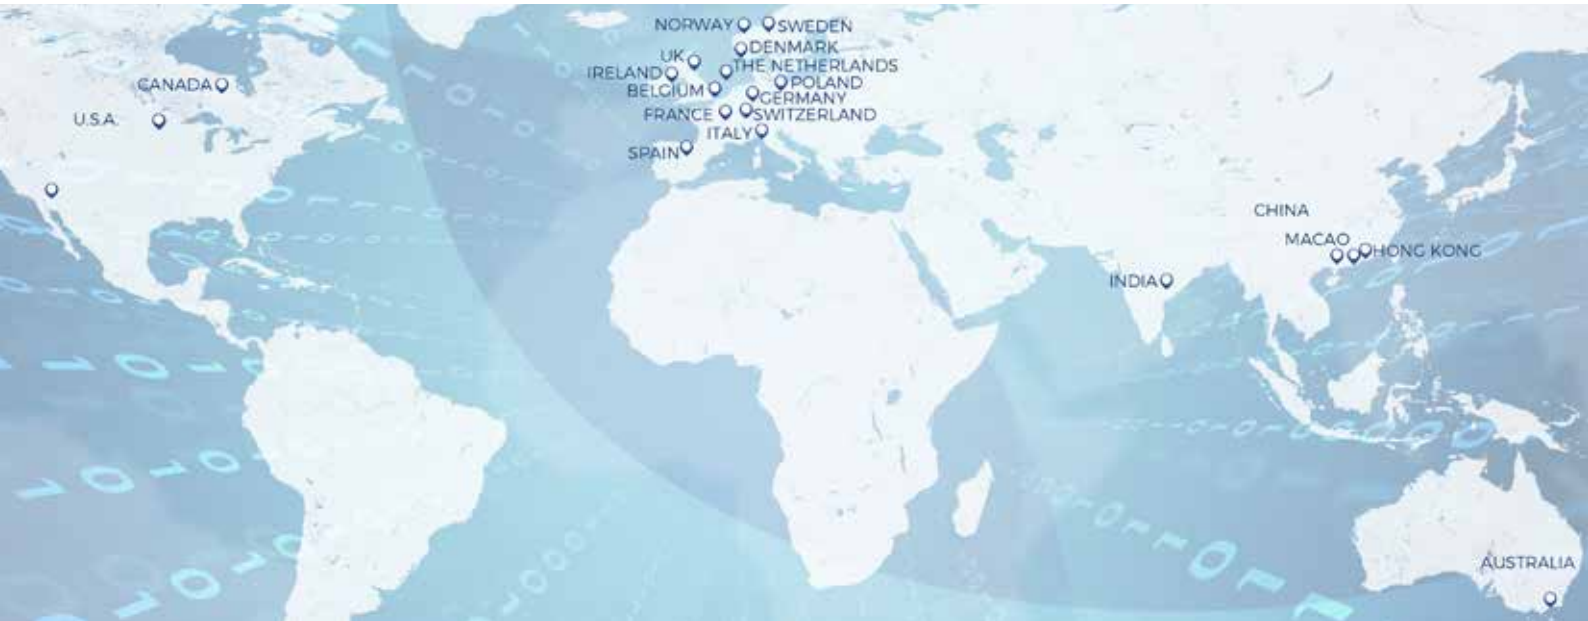 NORWAY
SWEDEN
DENMARK
UK
THE NETHERLANDS
IRELAND
POLAND
CANADA
BELGIUM
GERMANY
U.S.A.
FRANCE
SWITZERLAND
ITALY
SPAIN
CHINA
MACAO
HONG KONG
INDIA
AUSTRALIA